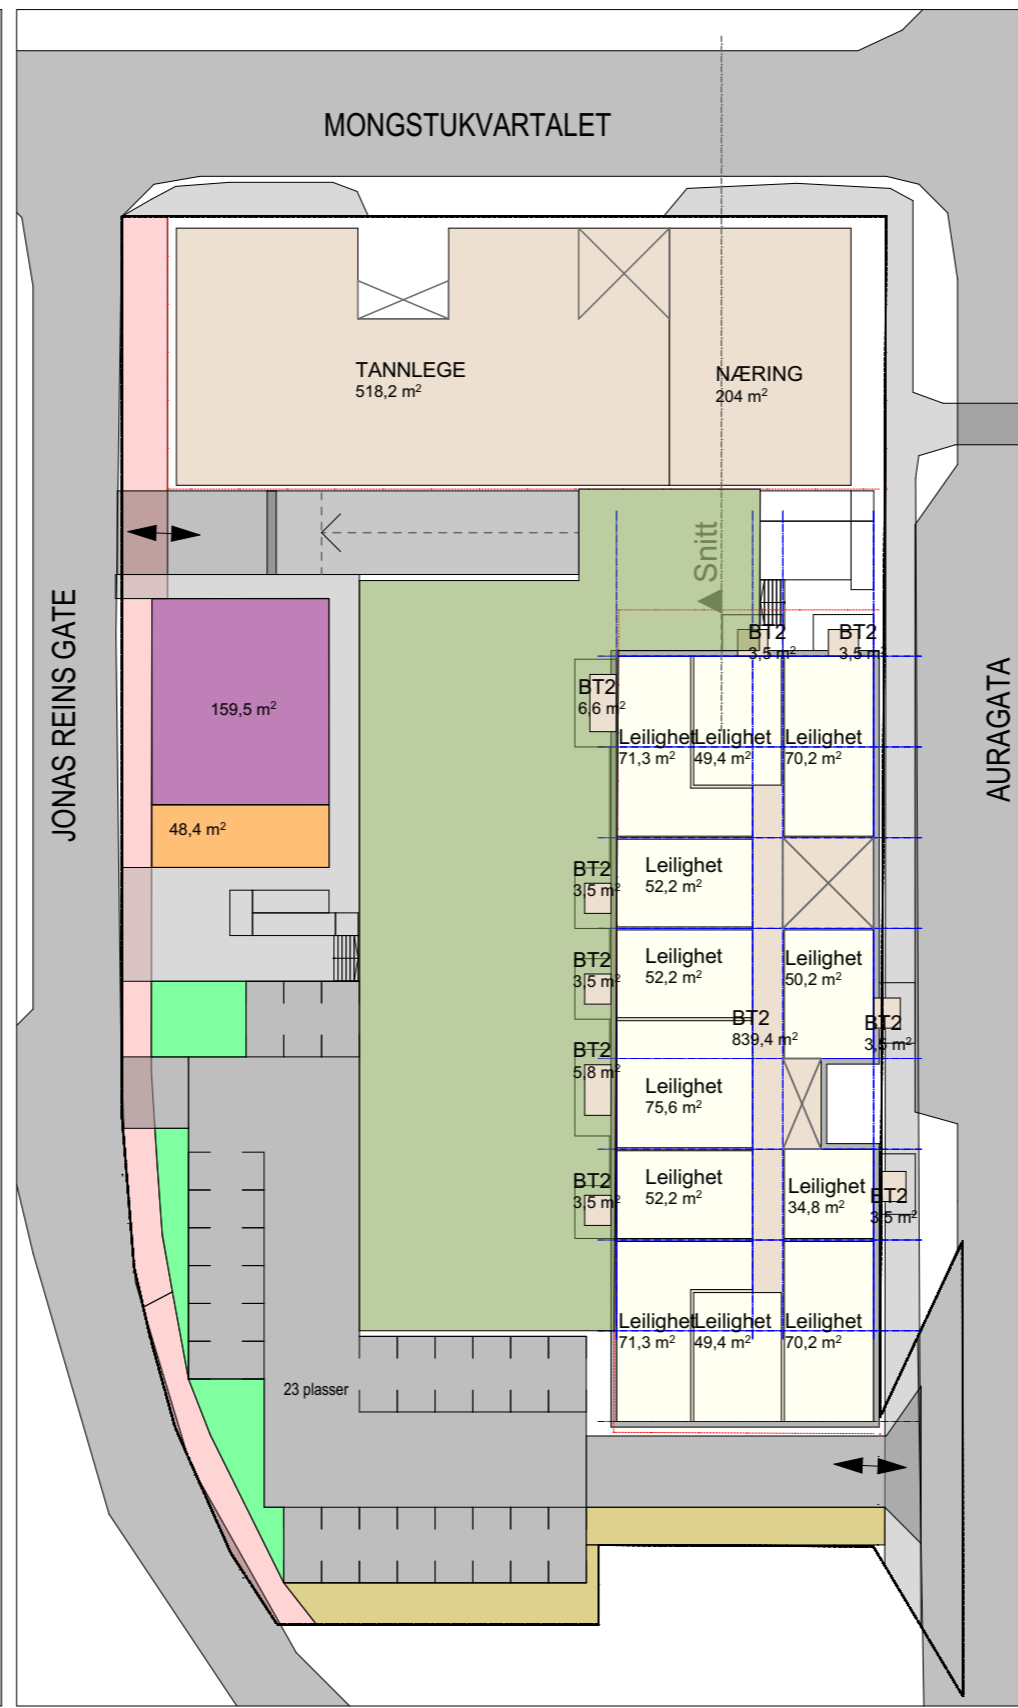 MONGSTUKVARTALET
TANNLEGE
518,2 m²
NÆRING
204 m²
Snitt
JONAS REINS GATE
AURAGATA
159,5 m²
48,4 m²
BT2
3,5 m²
BT2
3,5 m²
BT2
6,6 m²
Leilighet
71,3 m²
Leilighet
49,4 m²
Leilighet
70,2 m²
BT2
3,5 m²
Leilighet
52,2 m²
BT2
3,5 m²
Leilighet
52,2 m²
Leilighet
50,2 m²
BT2
839,4 m²
BT2
3,5 m²
BT2
5,8 m²
Leilighet
75,6 m²
BT2
3,5 m²
Leilighet
52,2 m²
Leilighet
34,8 m²
BT2
3,5 m²
Leilighet
71,3 m²
Leilighet
49,4 m²
Leilighet
70,2 m²
23 plasser